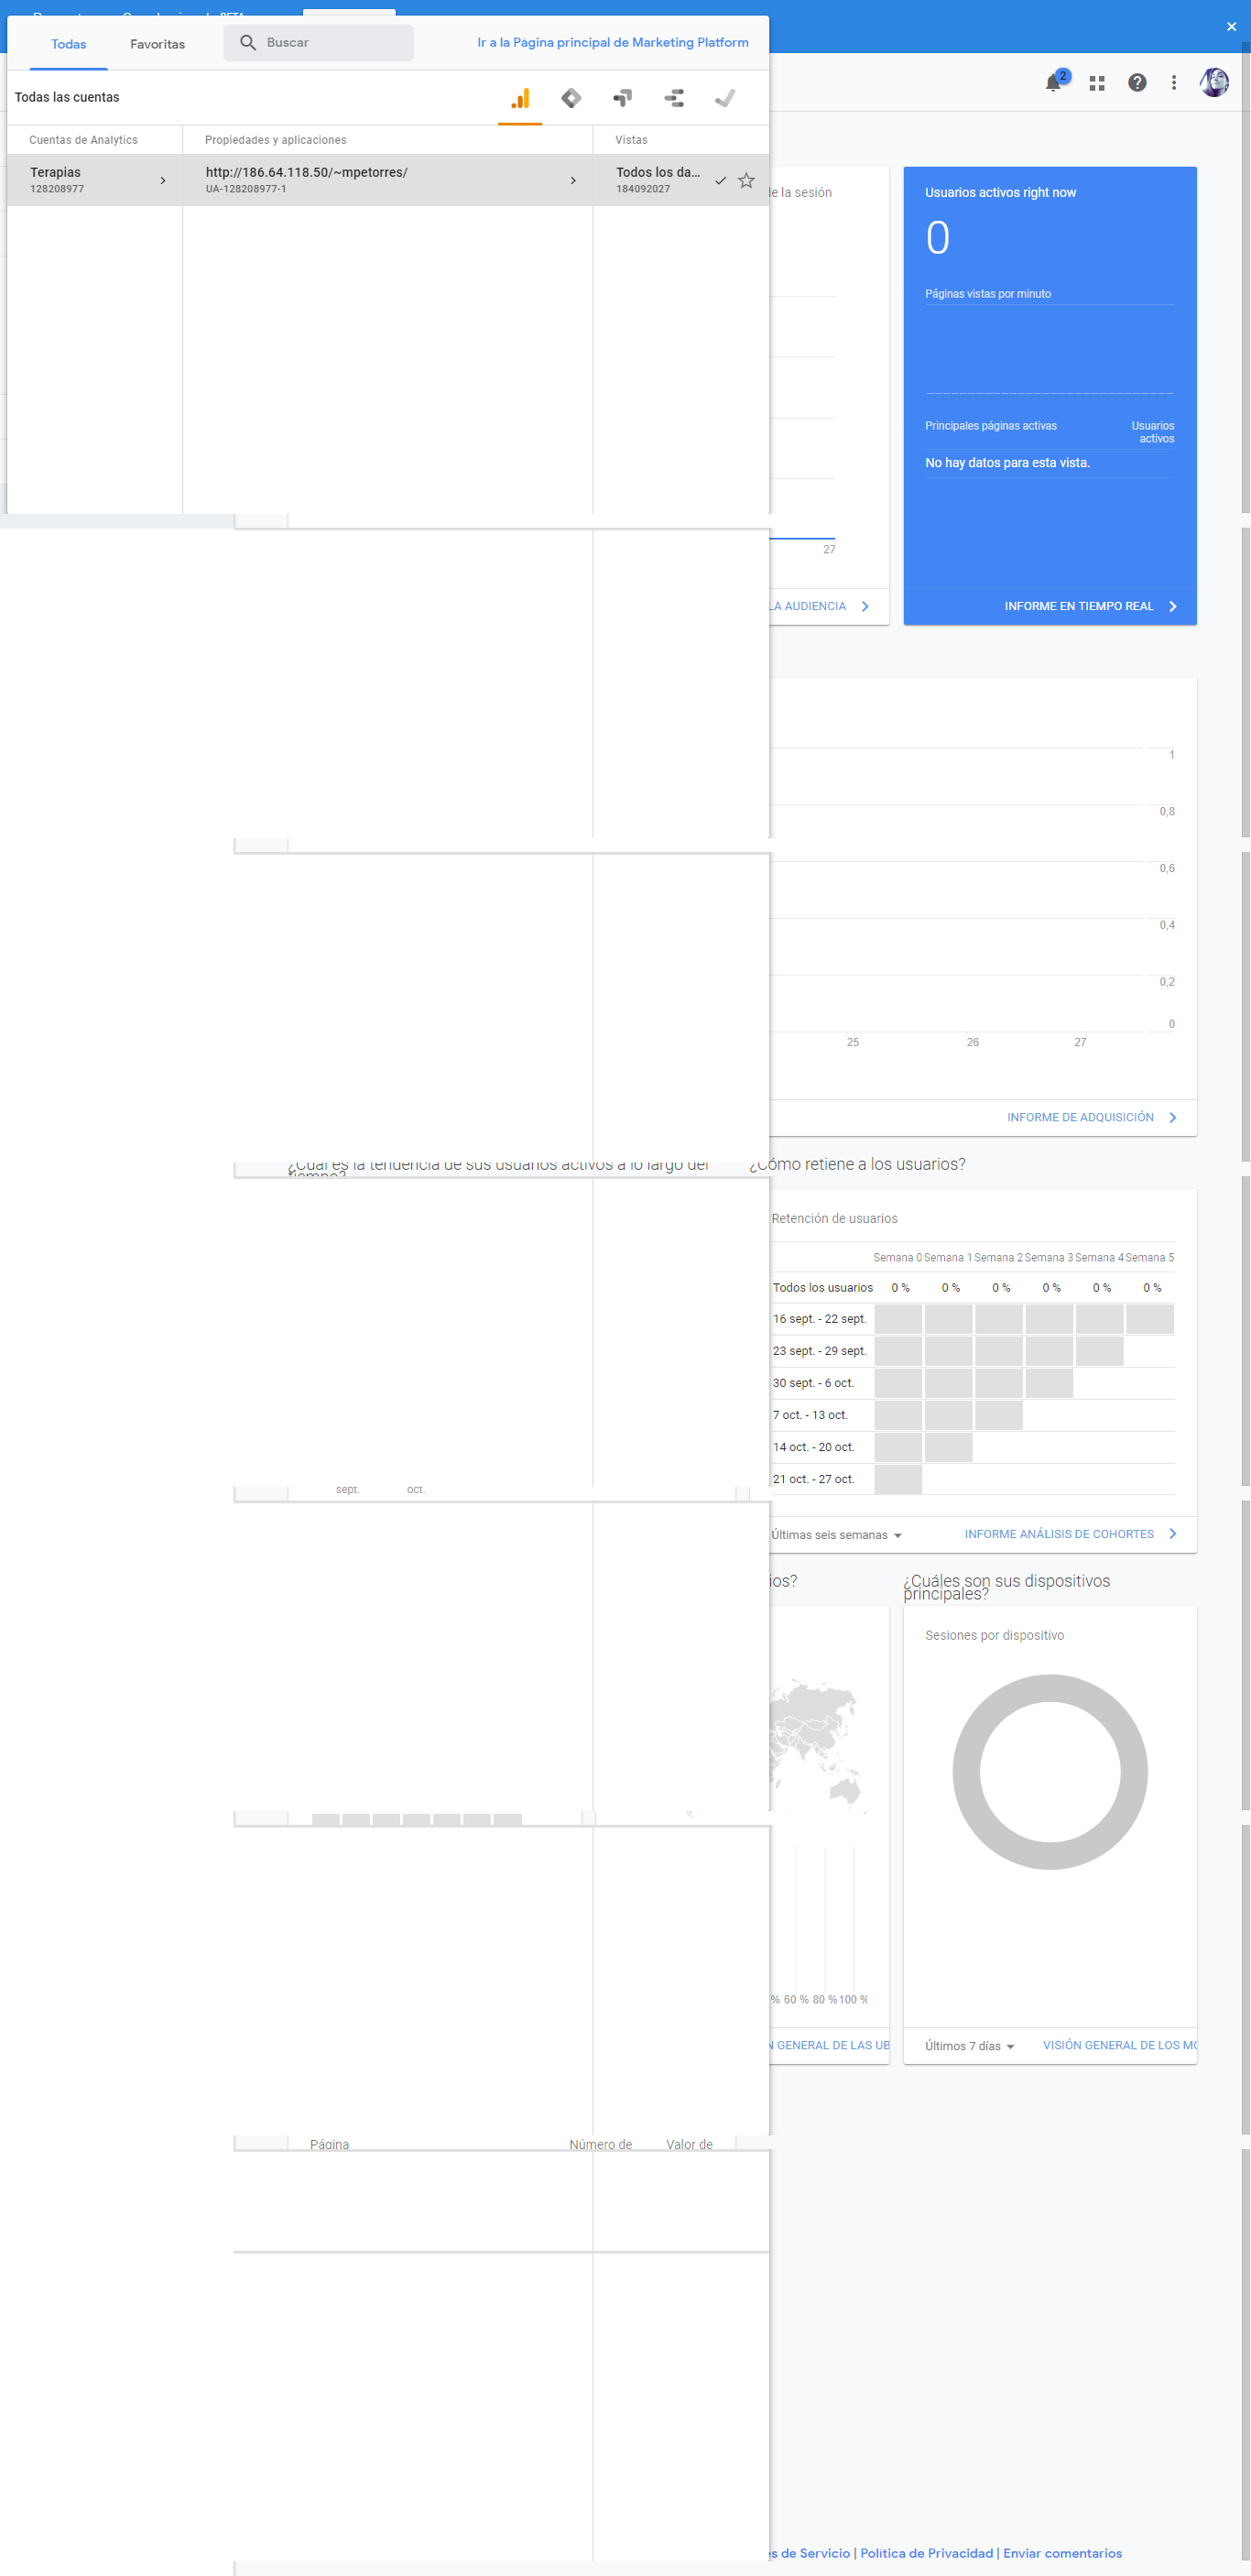 Todas
Favoritas
Buscar
Ir a la Página principal de Marketing Platform
2
Todas las cuentas
Cuentas de Analytics
Propiedades y aplicaciones
Vistas
Terapias
128208977
http://186.64.118.50/~mpetorres/
UA-128208977-1
Todos los da...
184092027
de la sesión
27
LA AUDIENCIA
Usuarios activos right now
0
Páginas vistas por minuto
Principales páginas activas
Usuarios
activos
No hay datos para esta vista.
INFORME EN TIEMPO REAL
1
0,8
0,6
0,4
0,2
0
25
26
27
INFORME DE ADQUISICIÓN
¿Cuál es la tendencia de sus usuarios activos a lo largo del
tiempo?
¿Cómo retiene a los usuarios?
Retención de usuarios
Semana 0 Semana 1 Semana 2 Semana 3 Semana 4 Semana 5
Todos los usuarios 0 % 0 % 0 % 0 % 0 % 0 %
16 sept. - 22 sept.
23 sept. - 29 sept.
30 sept. - 6 oct.
7 oct. - 13 oct.
14 oct. - 20 oct.
21 oct. - 27 oct.
sept.
oct.
Últimas seis semanas
INFORME ANÁLISIS DE COHORTES
ios?
¿Cuáles son sus dispositivos
principales?
Sesiones por dispositivo
% 60 % 80 % 100 %
N GENERAL DE LAS UB
Últimos 7 días
VISIÓN GENERAL DE LOS MO
Página
Número de
Valor de
es de Servicio | Política de Privacidad | Enviar comentarios